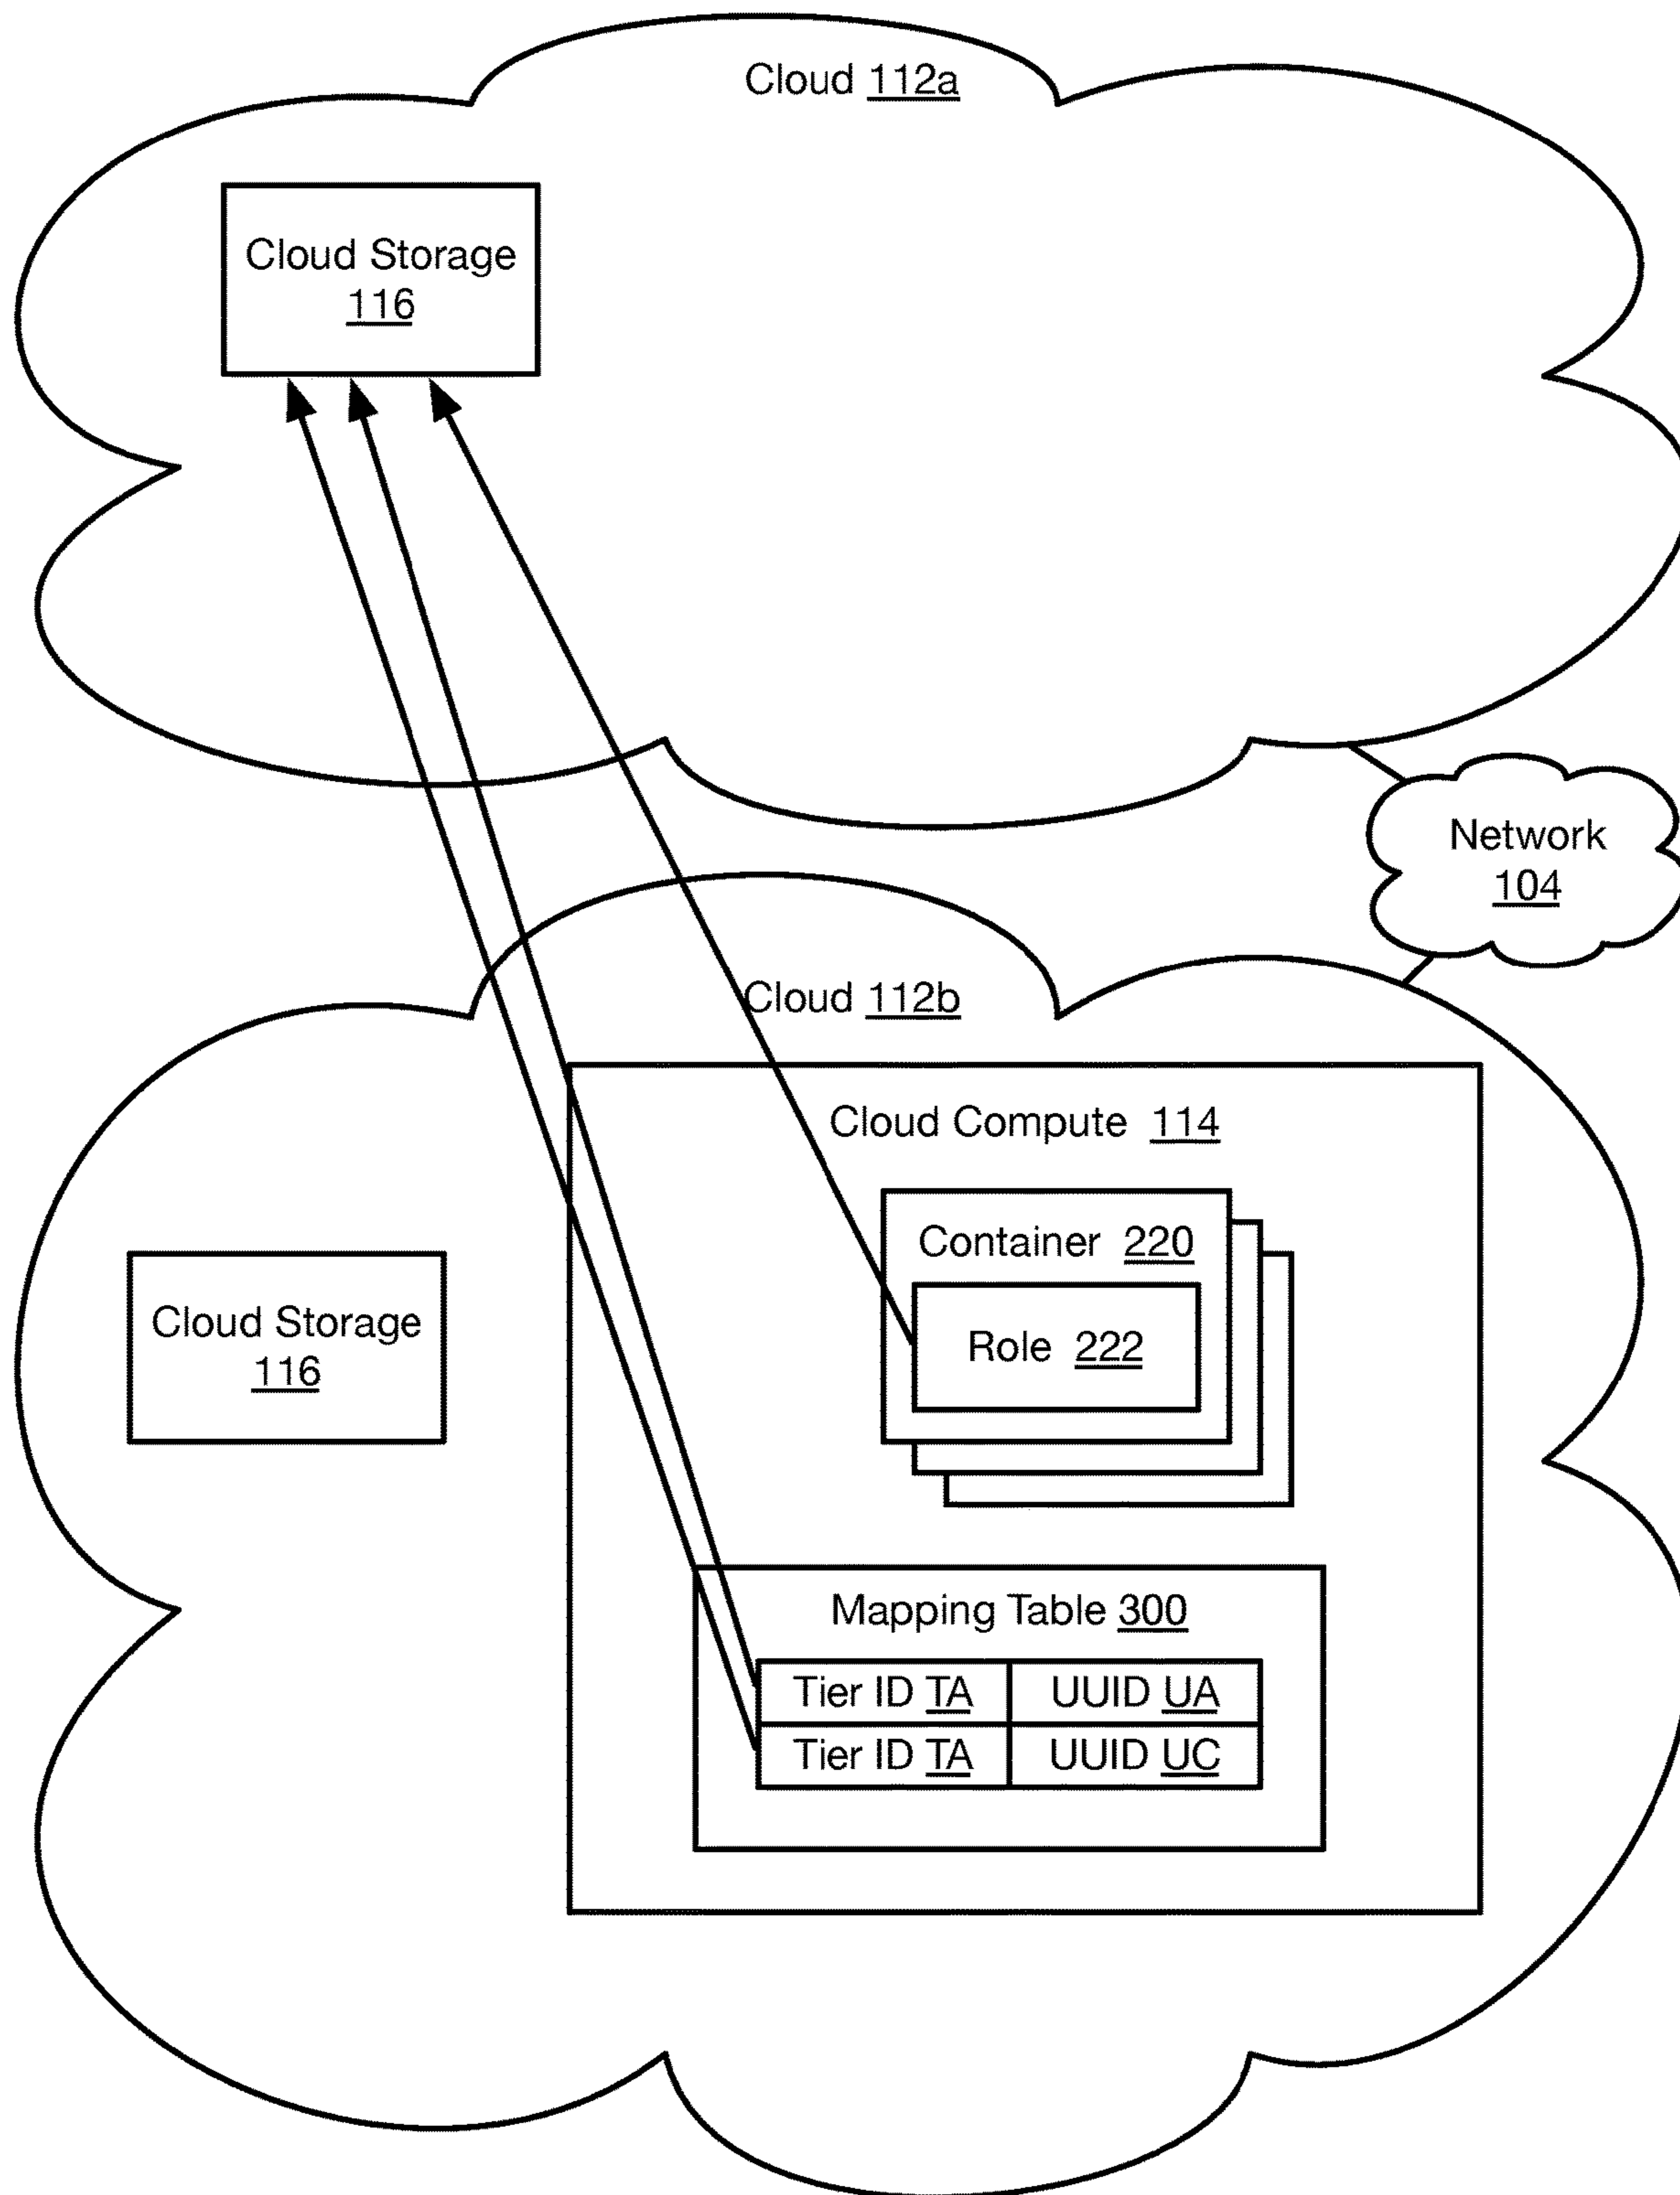 Cloud 112a
Cloud Storage
116
Network
104
Cloud 112b
Cloud Compute 114
Container 220
Role 222
Cloud Storage
116
Mapping Table 300
Tier ID TA UUID UA
Tier ID TA UUID UC